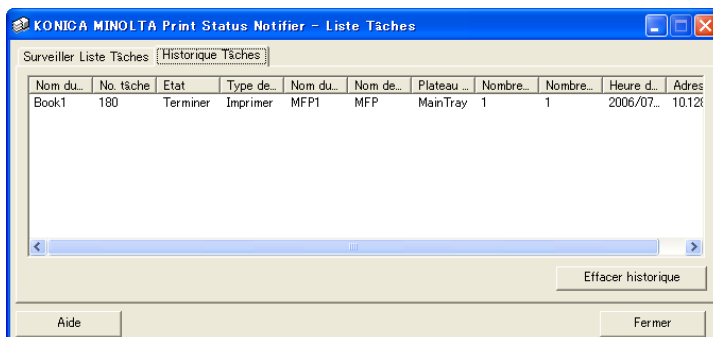 KONICA MINOLTA Print Status Notifier - Liste Tâches
Surveiller Liste Tâches Historique Tâches
Nom du... No. tâche Etat Type de... Nom du... Nom de... Plateau ... Nombre... Nombre... Heure d... Adres
Book1 180 Terminer Imprimer MFP1 MFP MainTray 1 1 2006/07... 10.128
Effacer historique
Aide Fermer